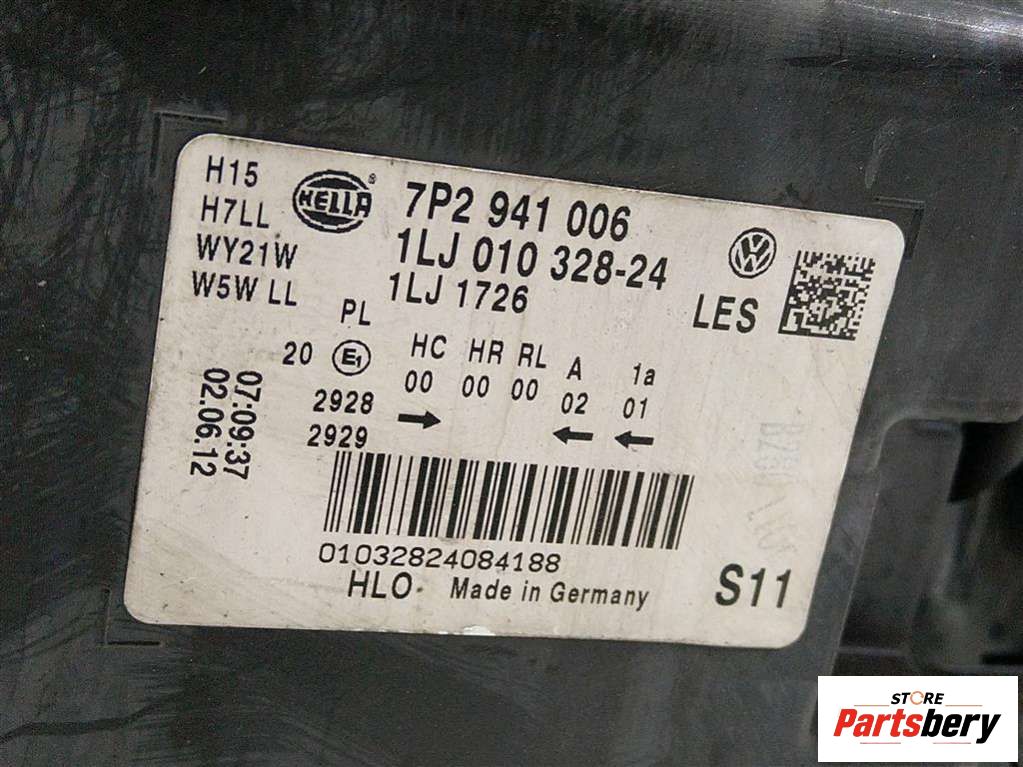 H15
H7LL
WY21W
W5W LL
HELLA ®
7P2 941 006
1LJ 010 328-24
1LJ 1726
LES
PL
20 E1
HC HR RL A 1a
00 00 00 02 01
2928
2929
07:09:37
02.06.12
01032824084188
HLO Made in Germany
S11
STORE
Partsbery